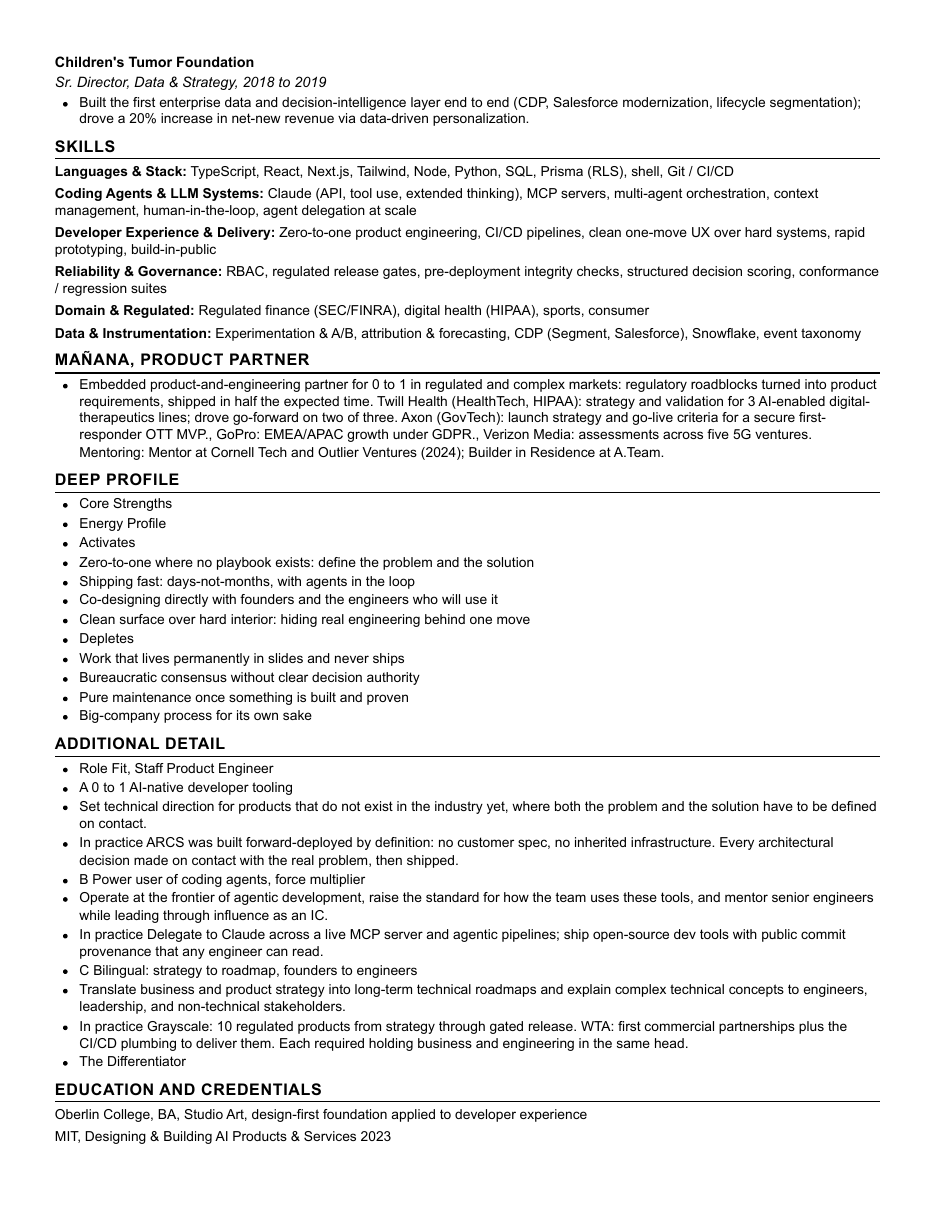 Children's Tumor Foundation
Sr. Director, Data & Strategy, 2018 to 2019
• Built the first enterprise data and decision-intelligence layer end to end (CDP, Salesforce modernization, lifecycle segmentation);
drove a 20% increase in net-new revenue via data-driven personalization.
SKILLS
Languages & Stack: TypeScript, React, Next.js, Tailwind, Node, Python, SQL, Prisma (RLS), shell, Git / CI/CD
Coding Agents & LLM Systems: Claude (API, tool use, extended thinking), MCP servers, multi-agent orchestration, context
management, human-in-the-loop, agent delegation at scale
Developer Experience & Delivery: Zero-to-one product engineering, CI/CD pipelines, clean one-move UX over hard systems, rapid
prototyping, build-in-public
Reliability & Governance: RBAC, regulated release gates, pre-deployment integrity checks, structured decision scoring, conformance
/ regression suites
Domain & Regulated: Regulated finance (SEC/FINRA), digital health (HIPAA), sports, consumer
Data & Instrumentation: Experimentation & A/B, attribution & forecasting, CDP (Segment, Salesforce), Snowflake, event taxonomy
MAÑANA, PRODUCT PARTNER
• Embedded product-and-engineering partner for 0 to 1 in regulated and complex markets: regulatory roadblocks turned into product
requirements, shipped in half the expected time. Twill Health (HealthTech, HIPAA): strategy and validation for 3 AI-enabled digital-
therapeutics lines; drove go-forward on two of three. Axon (GovTech): launch strategy and go-live criteria for a secure first-
responder OTT MVP., GoPro: EMEA/APAC growth under GDPR., Verizon Media: assessments across five 5G ventures.
Mentoring: Mentor at Cornell Tech and Outlier Ventures (2024); Builder in Residence at A.Team.
DEEP PROFILE
• Core Strengths
• Energy Profile
• Activates
• Zero-to-one where no playbook exists: define the problem and the solution
• Shipping fast: days-not-months, with agents in the loop
• Co-designing directly with founders and the engineers who will use it
• Clean surface over hard interior: hiding real engineering behind one move
• Depletes
• Work that lives permanently in slides and never ships
• Bureaucratic consensus without clear decision authority
• Pure maintenance once something is built and proven
• Big-company process for its own sake
ADDITIONAL DETAIL
• Role Fit, Staff Product Engineer
• A 0 to 1 AI-native developer tooling
• Set technical direction for products that do not exist in the industry yet, where both the problem and the solution have to be defined
on contact.
• In practice ARCS was built forward-deployed by definition: no customer spec, no inherited infrastructure. Every architectural
decision made on contact with the real problem, then shipped.
• B Power user of coding agents, force multiplier
• Operate at the frontier of agentic development, raise the standard for how the team uses these tools, and mentor senior engineers
while leading through influence as an IC.
• In practice Delegate to Claude across a live MCP server and agentic pipelines; ship open-source dev tools with public commit
provenance that any engineer can read.
• C Bilingual: strategy to roadmap, founders to engineers
• Translate business and product strategy into long-term technical roadmaps and explain complex technical concepts to engineers,
leadership, and non-technical stakeholders.
• In practice Grayscale: 10 regulated products from strategy through gated release. WTA: first commercial partnerships plus the
CI/CD plumbing to deliver them. Each required holding business and engineering in the same head.
• The Differentiator
EDUCATION AND CREDENTIALS
Oberlin College, BA, Studio Art, design-first foundation applied to developer experience
MIT, Designing & Building AI Products & Services 2023